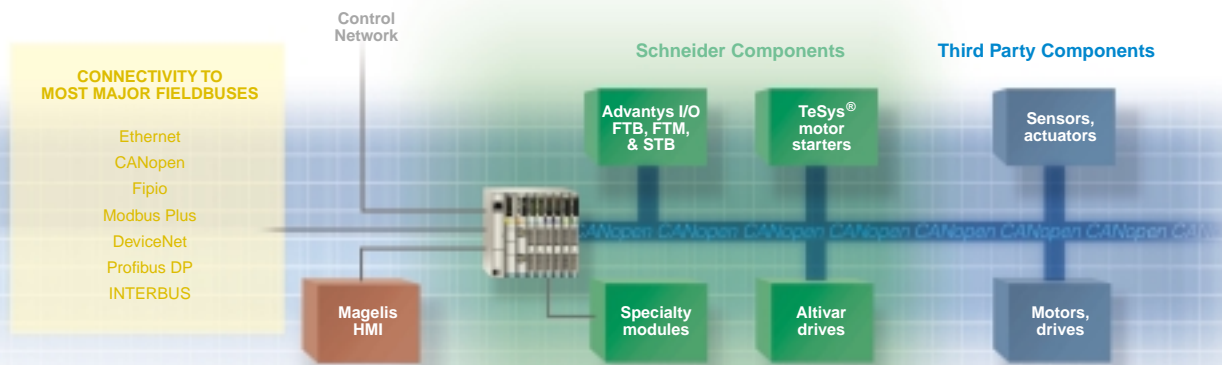 Control
Network
CONNECTIVITY TO
MOST MAJOR FIELDBUSES
Ethernet
CANopen
Fipio
Modbus Plus
DeviceNet
Profibus DP
INTERBUS
Schneider Components
Third Party Components
Advantys I/O
FTB, FTM,
& STB
TeSys®
motor
starters
Sensors,
actuators
CANopen CANopen CANopen CANopen CANopen CANopen CANopen
Magelis
HMI
Specialty
modules
Altivar
drives
Motors,
drives